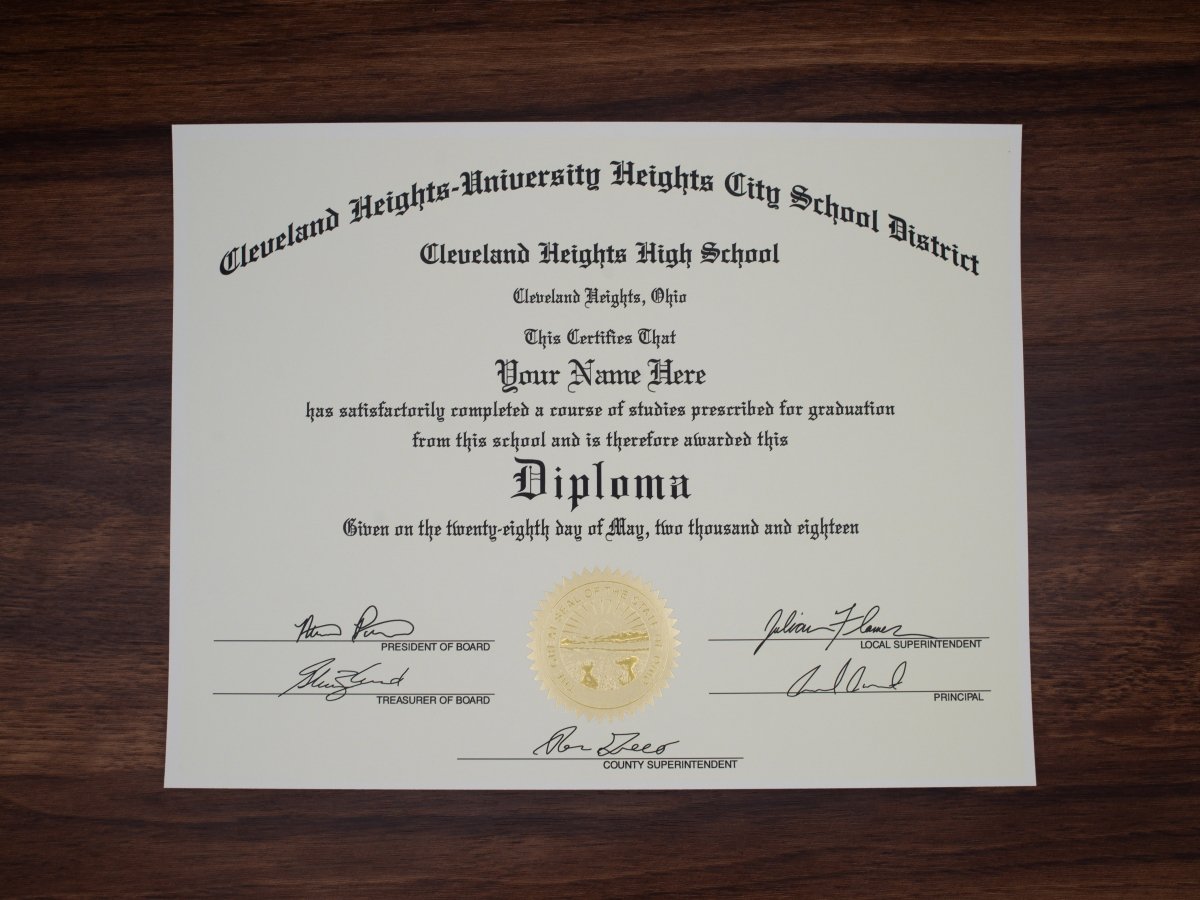 Cleveland Heights-University Heights City School District
Cleveland Heights High School
Cleveland Heights, Ohio
This Certifies That
Your Name Here
has satisfactorily completed a course of studies prescribed for graduation
from this school and is therefore awarded this
Diploma
Given on the twenty-eighth day of May, two thousand and eighteen
PRESIDENT OF BOARD
LOCAL SUPERINTENDENT
TREASURER OF BOARD
PRINCIPAL
COUNTY SUPERINTENDENT